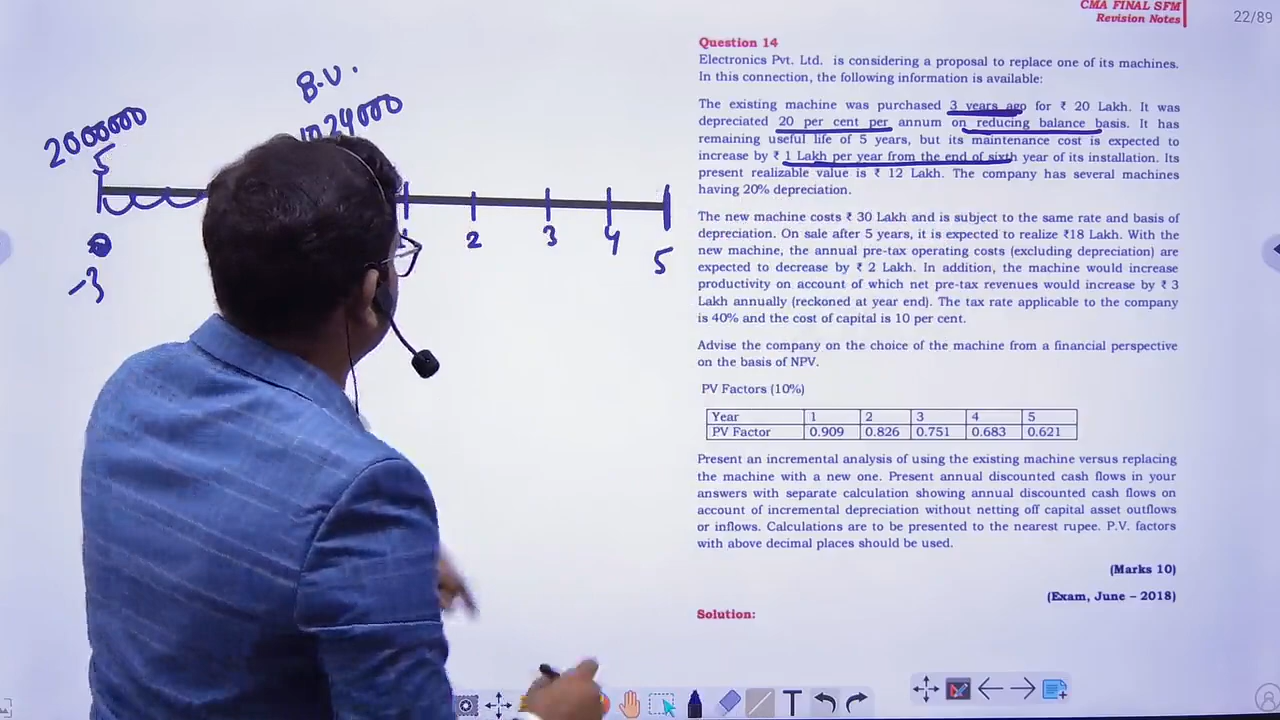 CMA FINAL SFM
Revision Notes
22/89
B.V.
1024000
2000000
5
-3
1
2
3
4
5
Question 14
Electronics Pvt. Ltd. is considering a proposal to replace one of its machines.
In this connection, the following information is available:
The existing machine was purchased 3 years ago for ₹ 20 Lakh. It was
depreciated 20 per cent per annum on reducing balance basis. It has
remaining useful life of 5 years, but its maintenance cost is expected to
increase by ₹ 1 Lakh per year from the end of sixth year of its installation. Its
present realizable value is ₹ 12 Lakh. The company has several machines
having 20% depreciation.
The new machine costs ₹ 30 Lakh and is subject to the same rate and basis of
depreciation. On sale after 5 years, it is expected to realize ₹18 Lakh. With the
new machine, the annual pre-tax operating costs (excluding depreciation) are
expected to decrease by ₹ 2 Lakh. In addition, the machine would increase
productivity on account of which net pre-tax revenues would increase by ₹ 3
Lakh annually (reckoned at year end). The tax rate applicable to the company
is 40% and the cost of capital is 10 per cent.
Advise the company on the choice of the machine from a financial perspective
on the basis of NPV.
PV Factors (10%)
Year 1 2 3 4 5
PV Factor 0.909 0.826 0.751 0.683 0.621
Present an incremental analysis of using the existing machine versus replacing
the machine with a new one. Present annual discounted cash flows in your
answers with separate calculation showing annual discounted cash flows on
account of incremental depreciation without netting off capital asset outflows
or inflows. Calculations are to be presented to the nearest rupee. P.V. factors
with above decimal places should be used.
(Marks 10)
(Exam, June – 2018)
Solution:
T